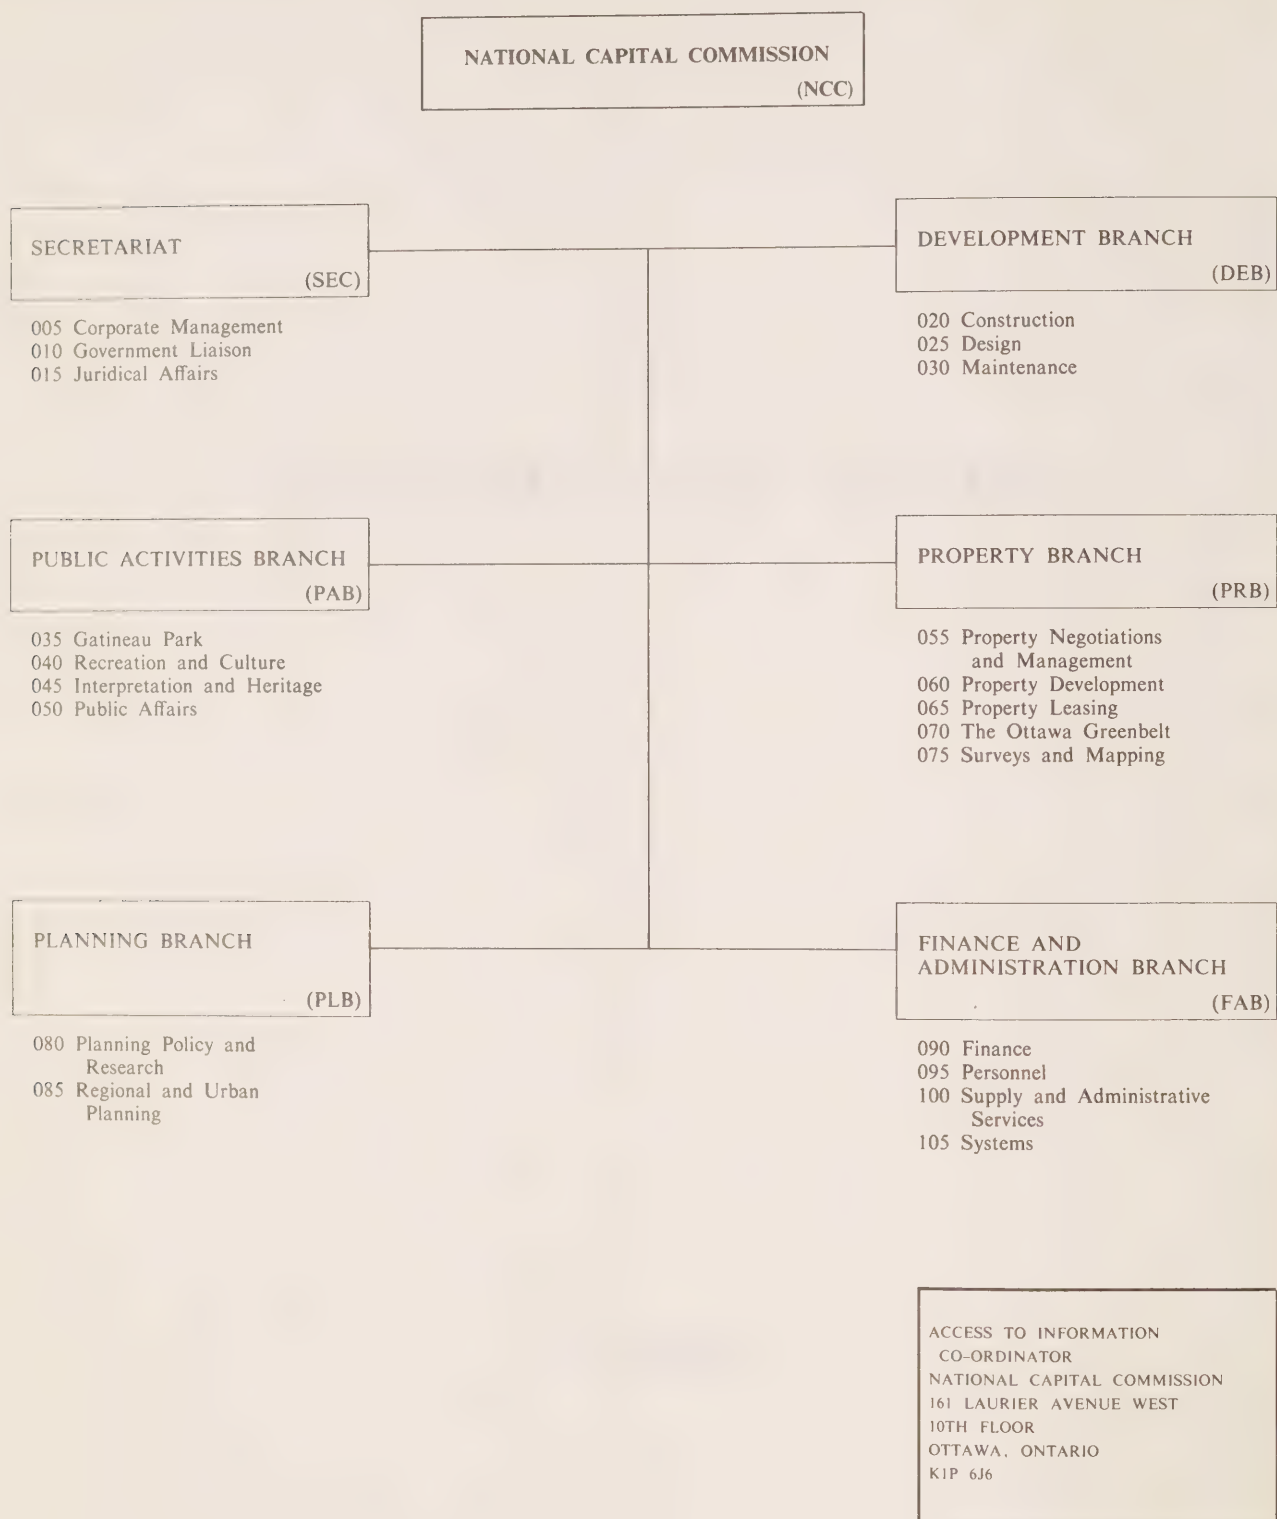 NATIONAL CAPITAL COMMISSION
(NCC)
SECRETARIAT
(SEC)
005 Corporate Management
010 Government Liaison
015 Juridical Affairs
DEVELOPMENT BRANCH
(DEB)
020 Construction
025 Design
030 Maintenance
PUBLIC ACTIVITIES BRANCH
(PAB)
035 Gatineau Park
040 Recreation and Culture
045 Interpretation and Heritage
050 Public Affairs
PROPERTY BRANCH
(PRB)
055 Property Negotiations
and Management
060 Property Development
065 Property Leasing
070 The Ottawa Greenbelt
075 Surveys and Mapping
PLANNING BRANCH
(PLB)
080 Planning Policy and
Research
085 Regional and Urban
Planning
FINANCE AND
ADMINISTRATION BRANCH
(FAB)
090 Finance
095 Personnel
100 Supply and Administrative
Services
105 Systems
ACCESS TO INFORMATION
CO-ORDINATOR
NATIONAL CAPITAL COMMISSION
161 LAURIER AVENUE WEST
10TH FLOOR
OTTAWA, ONTARIO
K1P 6J6